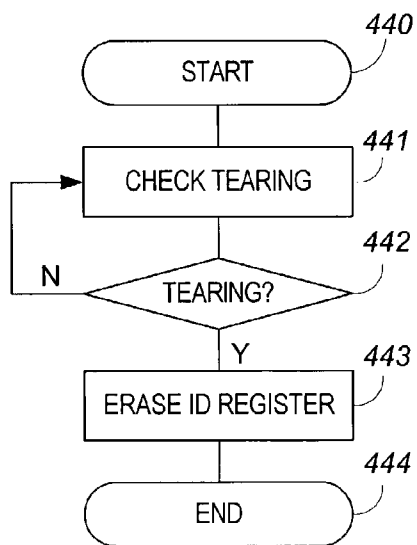 440
START
441
CHECK TEARING
442
N
TEARING?
Y
443
ERASE ID REGISTER
444
END